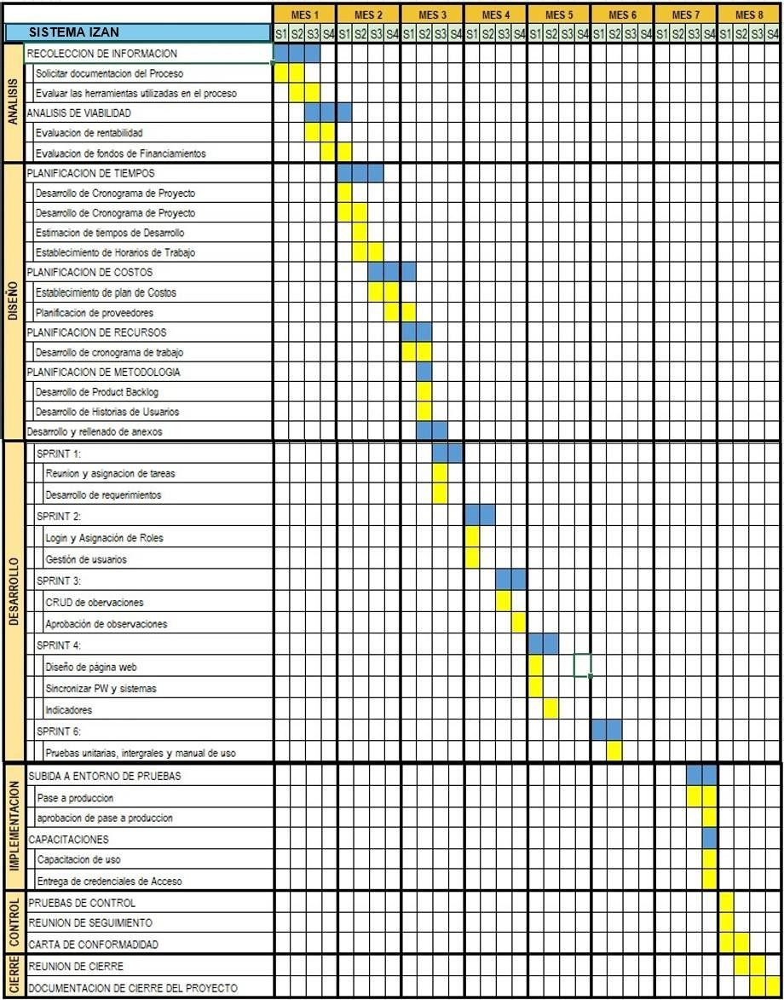 MES 1 MES 2 MES 3 MES 4 MES 5 MES 6 MES 7 MES 8
SISTEMA IZAN S1 S2 S3 S4 S1 S2 S3 S4 S1 S2 S3 S4 S1 S2 S3 S4 S1 S2 S3 S4 S1 S2 S3 S4 S1 S2 S3 S4 S1 S2 S3 S4
ANALISIS
RECOLECCION DE INFORMACION
Solicitar documentacion del Proceso
Evaluar las herramientas utilizadas en el proceso
ANALISIS DE VIABILIDAD
Evaluacion de rentabilidad
Evaluacion de fondos de Financiamientos
DISEÑO
PLANIFICACION DE TIEMPOS
Desarrollo de Cronograma de Proyecto
Desarrollo de Cronograma de Proyecto
Estimacion de tiempos de Desarrollo
Establecimiento de Horarios de Trabajo
PLANIFICACION DE COSTOS
Establecimiento de plan de Costos
Planificacion de proveedores
PLANIFICACION DE RECURSOS
Desarrollo de cronograma de trabajo
PLANIFICACION DE METODOLOGIA
Desarrollo de Product Backlog
Desarrollo de Historias de Usuarios
Desarrollo y rellenado de anexos
DESARROLLO
SPRINT 1:
Reunion y asignacion de tareas
Desarrollo de requerimientos
SPRINT 2:
Login y Asignación de Roles
Gestión de usuarios
SPRINT 3:
CRUD de obervaciones
Aprobación de observaciones
SPRINT 4:
Diseño de página web
Sincronizar PW y sistemas
Indicadores
SPRINT 6:
Pruebas unitarias, intergrales y manual de uso
IMPLEMENTACION
SUBIDA A ENTORNO DE PRUEBAS
Pase a produccion
aprobacion de pase a produccion
CAPACITACIONES
Capacitacion de uso
Entrega de credenciales de Acceso
CONTROL
PRUEBAS DE CONTROL
REUNION DE SEGUIMIENTO
CARTA DE CONFORMADIDAD
CIERRE
REUNION DE CIERRE
DOCUMENTACION DE CIERRE DEL PROYECTO